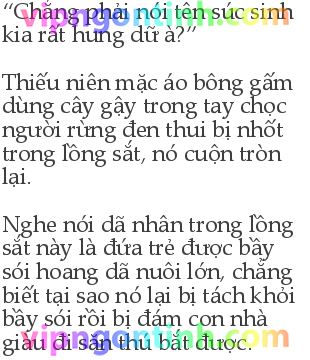 “Chẳng phải nói tên súc sinh
kia rất hung dữ à?”
Thiếu niên mặc áo bông gấm
dùng cây gậy trong tay chọc
người rừng đen thui bị nhốt
trong lồng sắt, nó cuộn tròn
lại.
Nghe nói dã nhân trong lồng
sắt này là đứa trẻ được bầy
sói hoang dã nuôi lớn, chẳng
biết tại sao nó lại bị tách khỏi
bầy sói rồi bị đám con nhà
giàu đi săn thú bắt được.
vipngontinh.com
vipngontinh.com